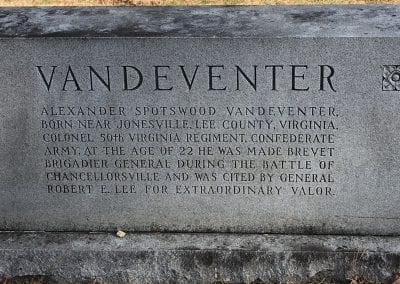 VANDEVENTER
ALEXANDER SPOTSWOOD VANDEVENTER,
BORN NEAR JONESVILLE, LEE COUNTY, VIRGINIA,
COLONEL 50th VIRGINIA REGIMENT, CONFEDERATE
ARMY. AT THE AGE OF 22 HE WAS MADE BREVET
BRIGADIER GENERAL DURING THE BATTLE OF
CHANCELLORSVILLE AND WAS CITED BY GENERAL
ROBERT E. LEE FOR EXTRAORDINARY VALOR.